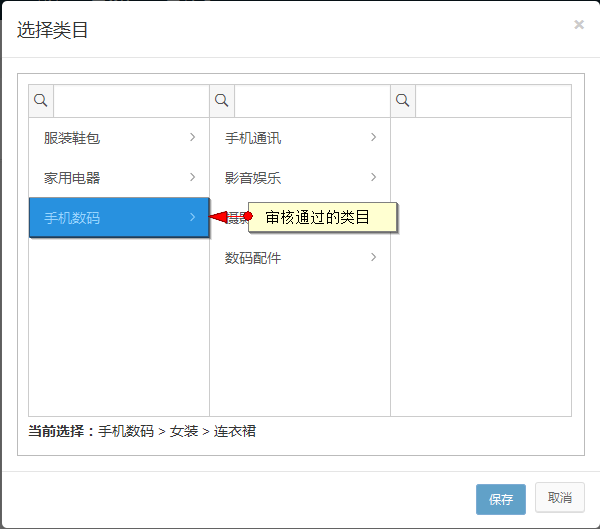 选择类目
×
服装鞋包
手机通讯
家用电器
影音娱乐
手机数码
摄影
审核通过的类目
数码配件
当前选择：手机数码 > 女装 > 连衣裙
保存
取消